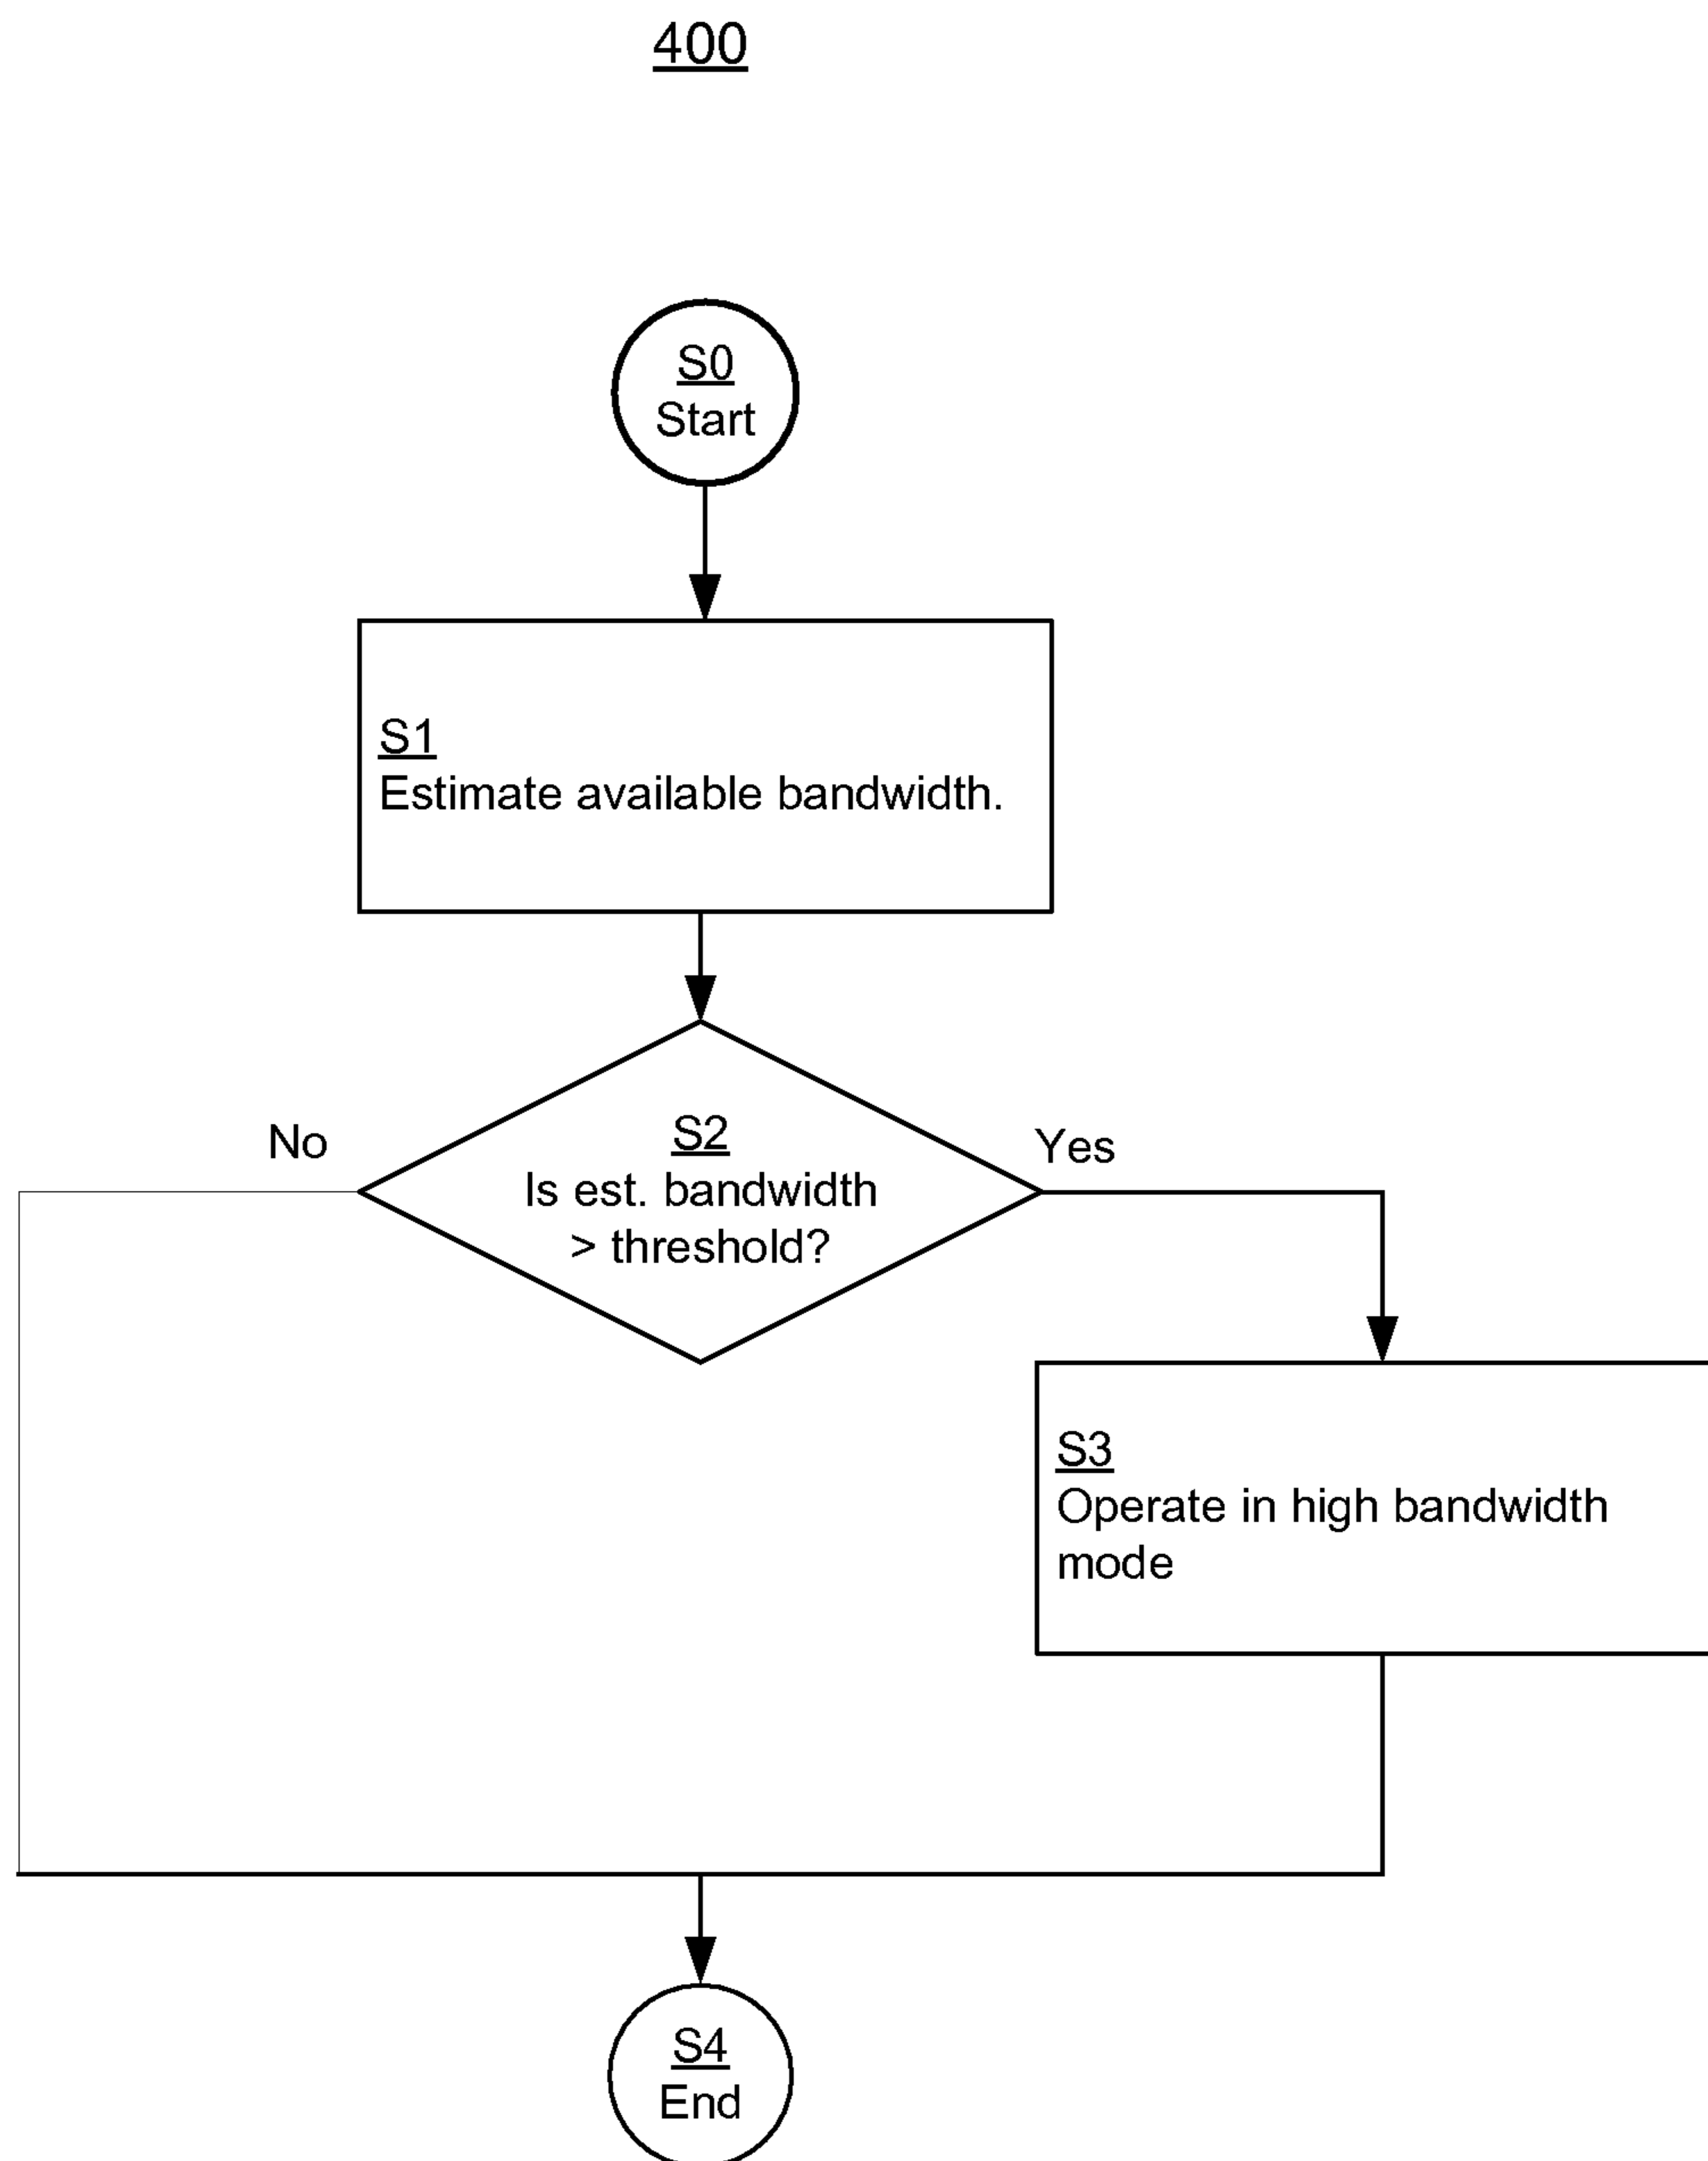 400
S0
Start
S1
Estimate available bandwidth.
No
Yes
S2
Is est. bandwidth
> threshold?
S3
Operate in high bandwidth
mode
S4
End